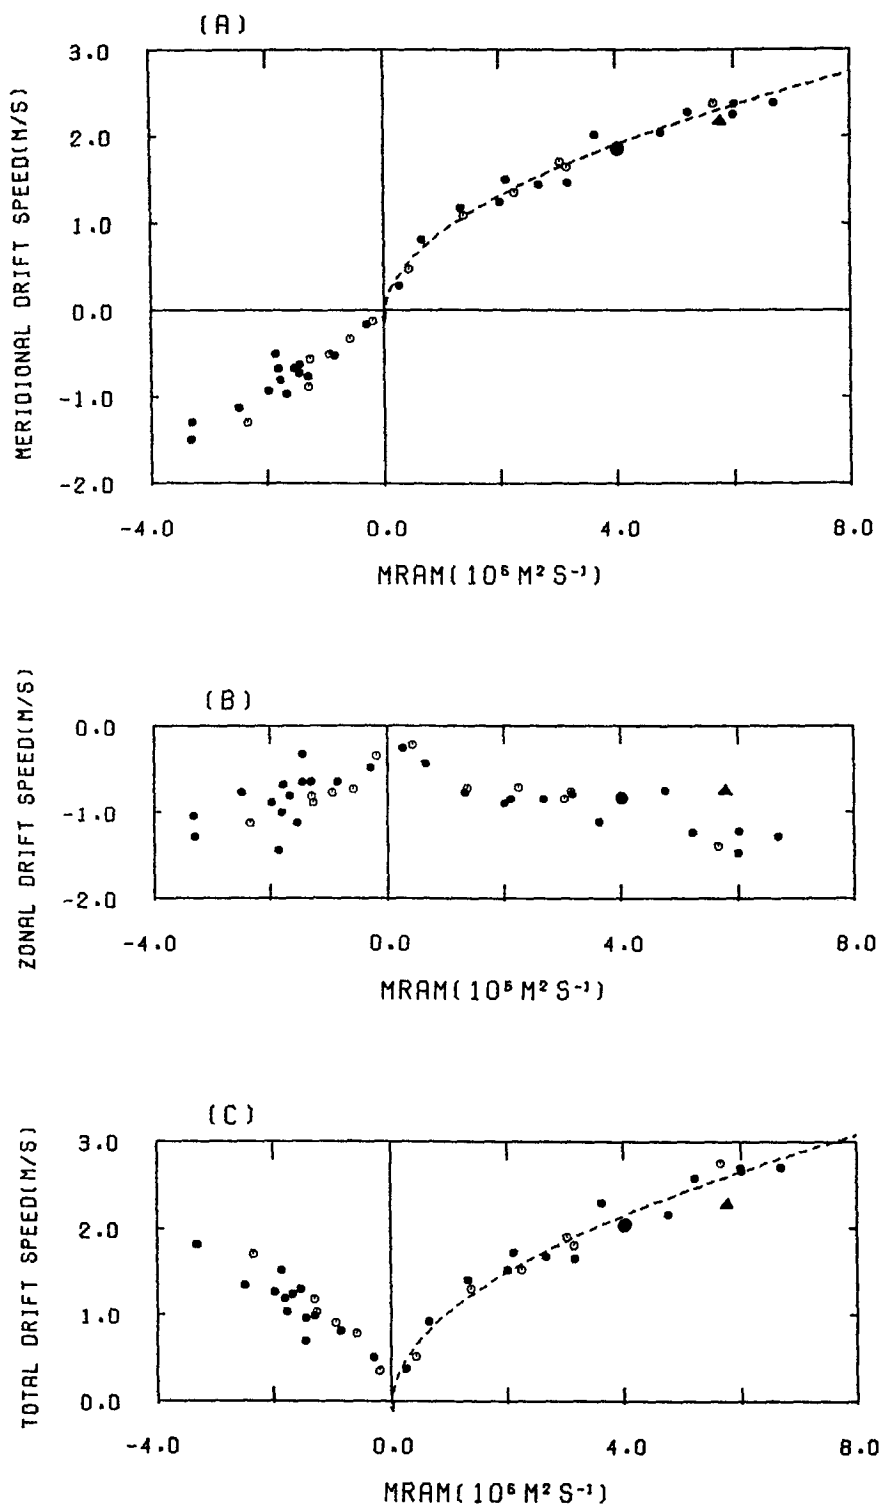 (A)
MERIDIONAL DRIFT SPEED(M/S)
3.0
2.0
1.0
0.0
-1.0
-2.0
-4.0 0.0 4.0 8.0
MRAM(10⁶ M² S⁻¹)
(B)
ZONAL DRIFT SPEED(M/S)
0.0
-1.0
-2.0
-4.0 0.0 4.0 8.0
MRAM(10⁶ M² S⁻¹)
(C)
TOTAL DRIFT SPEED(M/S)
3.0
2.0
1.0
0.0
-4.0 0.0 4.0 8.0
MRAM(10⁶ M² S⁻¹)